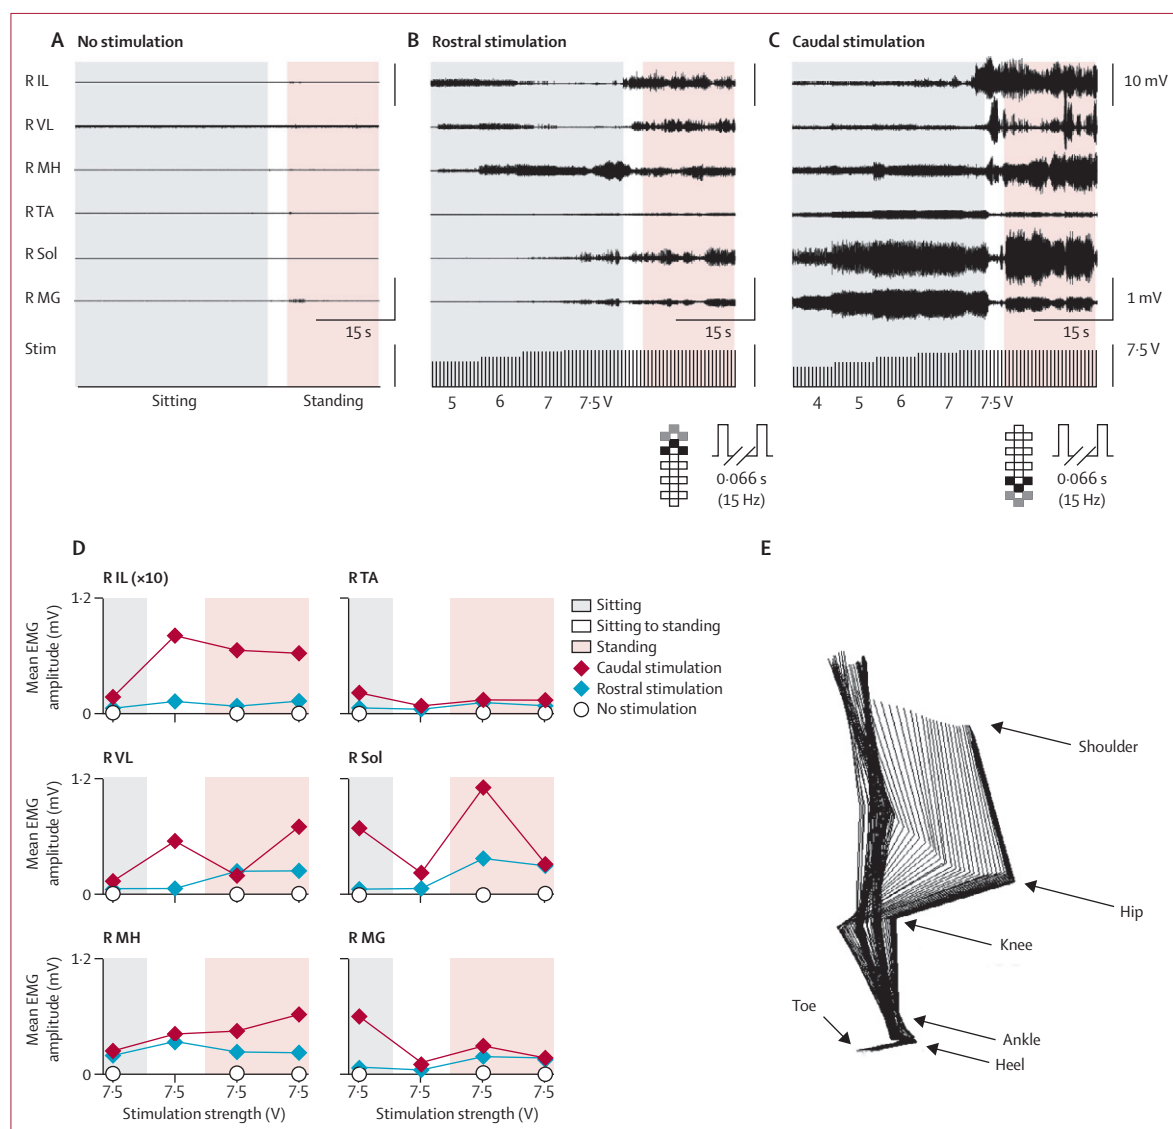 A No stimulation
B Rostral stimulation
C Caudal stimulation
R IL
R VL
R MH
R TA
R Sol
R MG
Stim
10 mV
1 mV
7·5 V
15 s
15 s
15 s
Sitting
Standing
5 6 7 7·5 V
4 5 6 7 7·5 V
0·066 s
(15 Hz)
0·066 s
(15 Hz)
D
R IL (×10)
Mean EMG
amplitude (mV)
1·2
0
R TA
Sitting
Sitting to standing
Standing
Caudal stimulation
Rostral stimulation
No stimulation
R VL
Mean EMG
amplitude (mV)
1·2
0
R Sol
R MH
Mean EMG
amplitude (mV)
1·2
0
7·5 7·5 7·5 7·5
Stimulation strength (V)
R MG
7·5 7·5 7·5 7·5
Stimulation strength (V)
E
Shoulder
Hip
Knee
Toe
Ankle
Heel